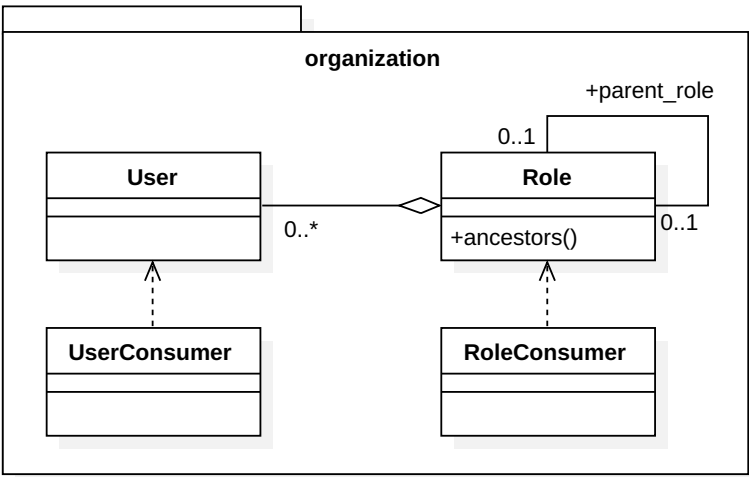 organization
+parent_role
0..1
User
Role
0..*
+ancestors()
0..1
UserConsumer
RoleConsumer